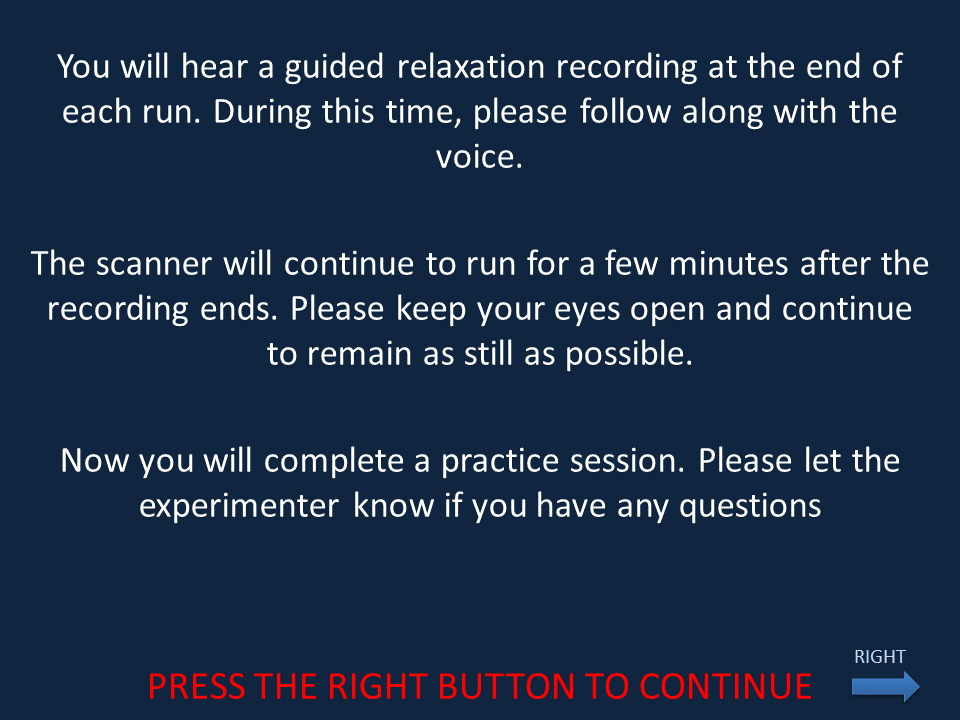 You will hear a guided relaxation recording at the end of
each run. During this time, please follow along with the
voice.
The scanner will continue to run for a few minutes after the
recording ends. Please keep your eyes open and continue
to remain as still as possible.
Now you will complete a practice session. Please let the
experimenter know if you have any questions
RIGHT
PRESS THE RIGHT BUTTON TO CONTINUE